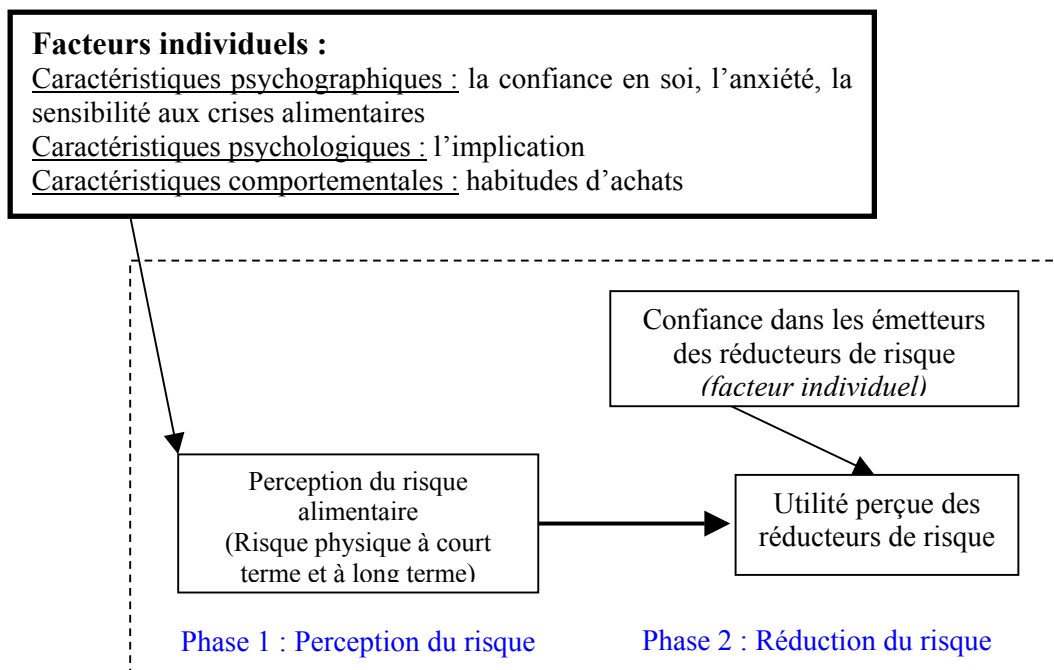 Facteurs individuels :
Caractéristiques psychographiques : la confiance en soi, l'anxiété, la
sensibilité aux crises alimentaires
Caractéristiques psychologiques : l'implication
Caractéristiques comportementales : habitudes d'achats
Confiance dans les émetteurs
des réducteurs de risque
(facteur individuel)
Perception du risque
alimentaire
(Risque physique à court
terme et à long terme)
Utilité perçue des
réducteurs de risque
Phase 1 : Perception du risque
Phase 2 : Réduction du risque